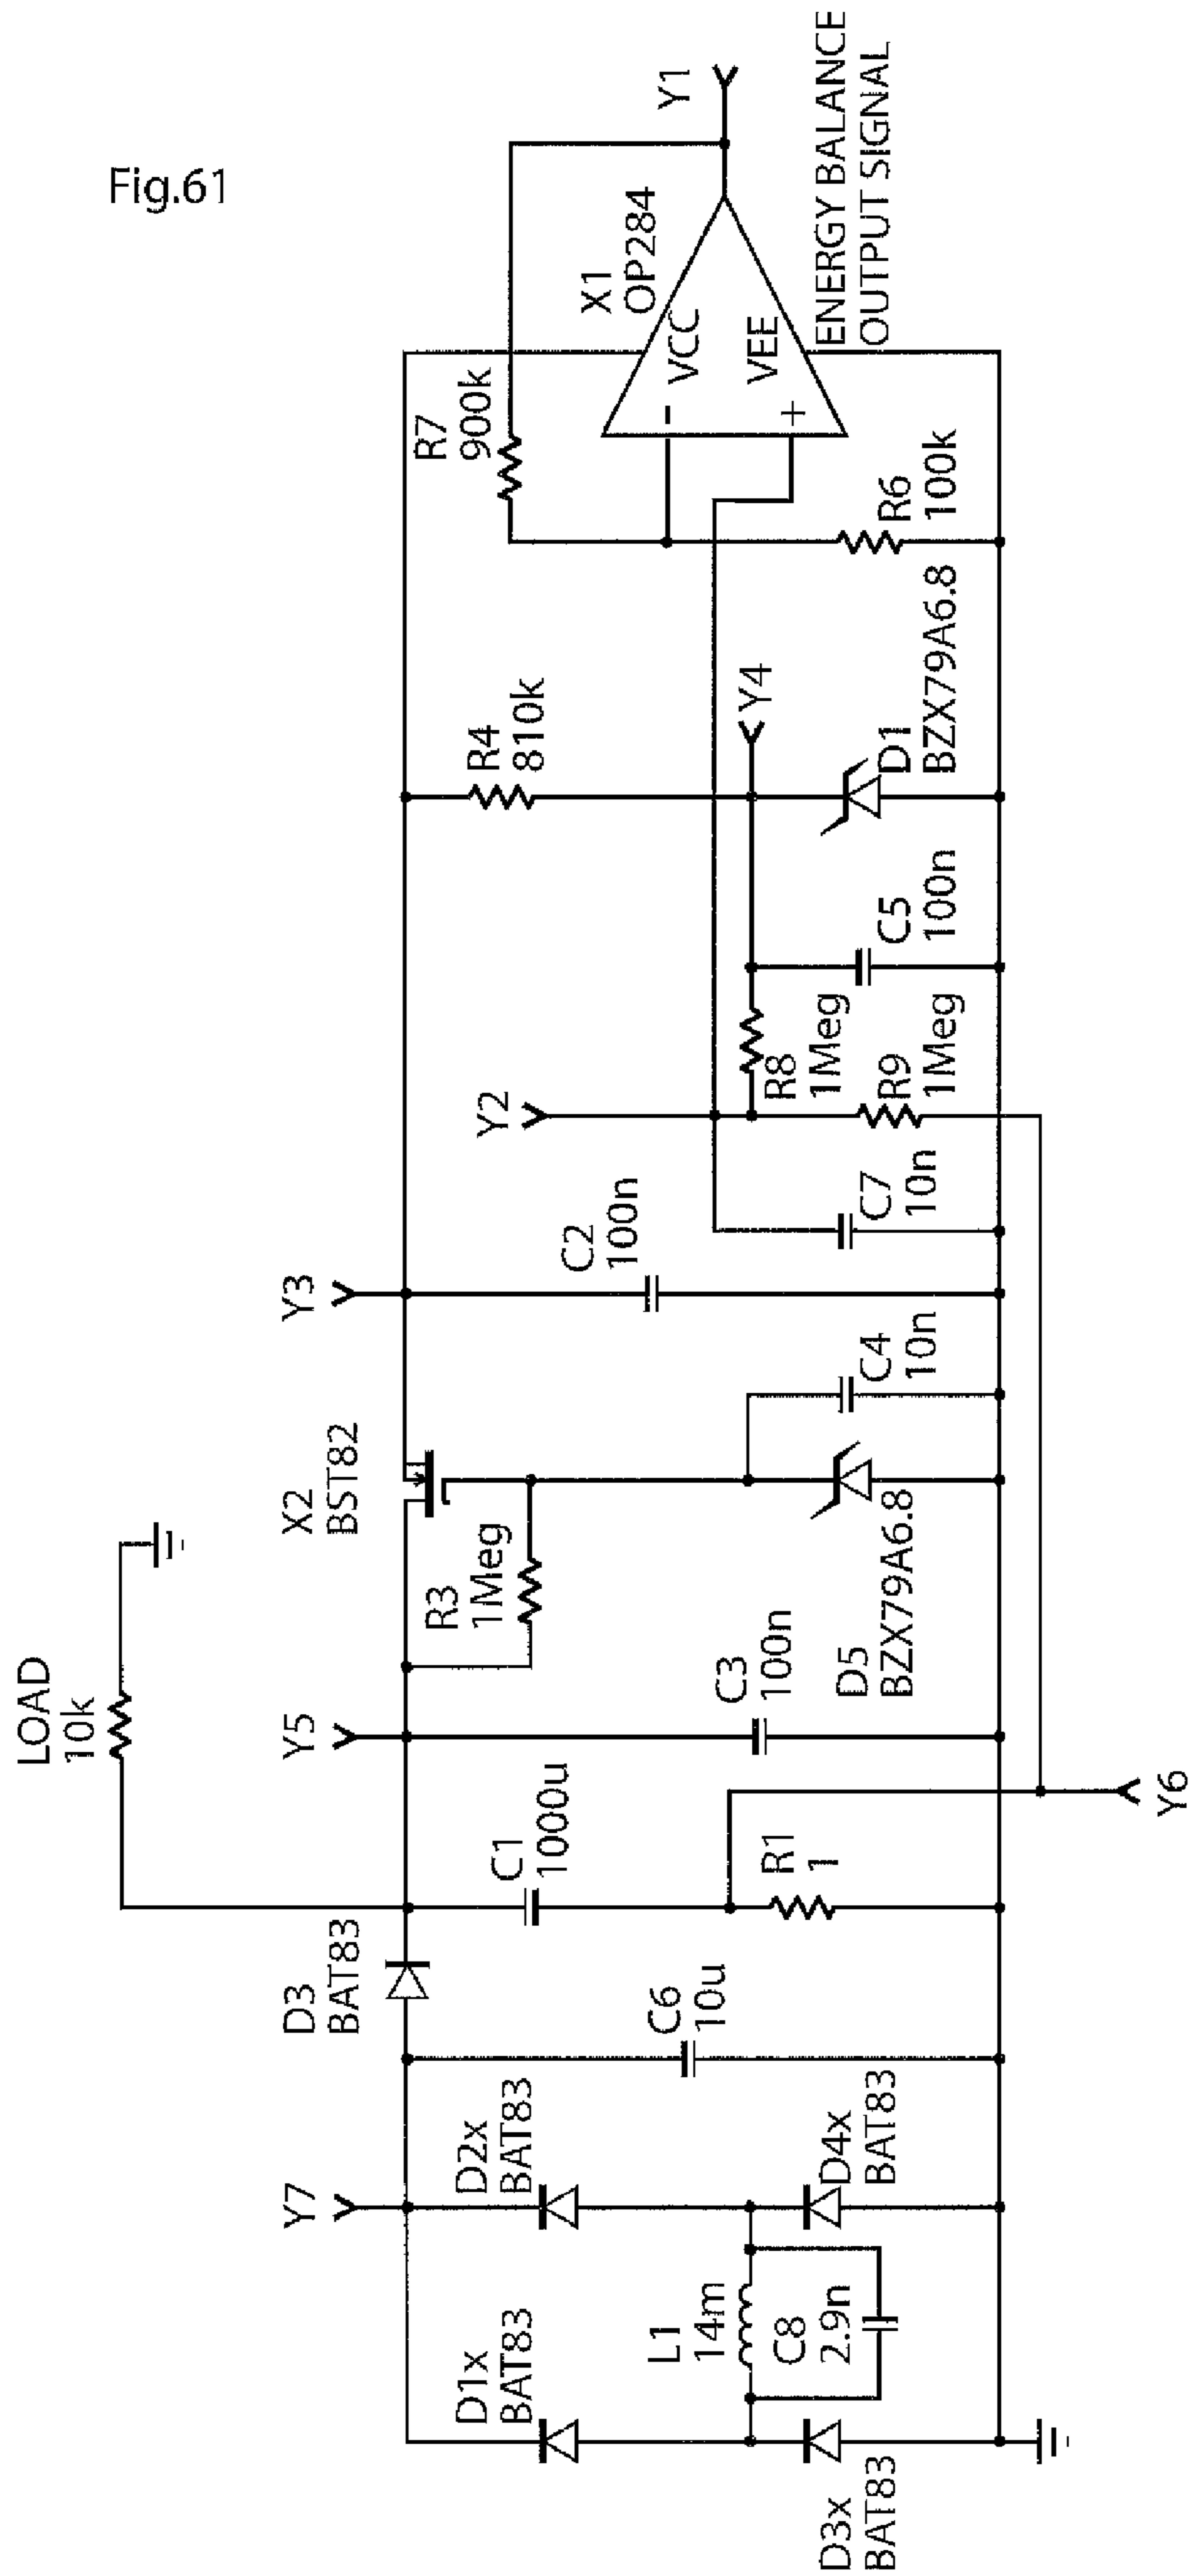 Fig.61
LOAD
10k
D1x
BAT83
D2x
BAT83
D3x
BAT83
D4x
BAT83
L1
14m
C8
2.9n
Y7
C6
10u
D3
BAT83
C1
1000u
R1
1
Y6
Y5
C3
100n
R3
1Meg
X2
BST82
D5
BZX79A6.8
C4
10n
Y3
C2
100n
C7
10n
Y2
R8
1Meg
R9
1Meg
C5
100n
R4
810k
Y4
D1
BZX79A6.8
R7
900k
R6
100k
X1
OP284
VCC
VEE
-
+
Y1
ENERGY BALANCE
OUTPUT SIGNAL